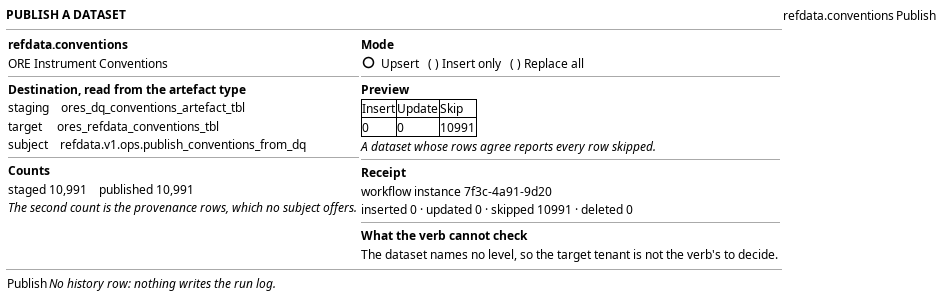 PUBLISH A DATASET
refdata.conventions Publish
refdata.conventions
ORE Instrument Conventions
Destination, read from the artefact type
staging ores_dq_conventions_artefact_tbl
target ores_refdata_conventions_tbl
subject refdata.v1.ops.publish_conventions_from_dq
Counts
staged 10,991 published 10,991
The second count is the provenance rows, which no subject offers.
Mode
Upsert ( ) Insert only ( ) Replace all
Preview
Insert Update Skip
0 0 10991
A dataset whose rows agree reports every row skipped.
Receipt
workflow instance 7f3c-4a91-9d20
inserted 0 · updated 0 · skipped 10991 · deleted 0
What the verb cannot check
The dataset names no level, so the target tenant is not the verb's to decide.
Publish No history row: nothing writes the run log.